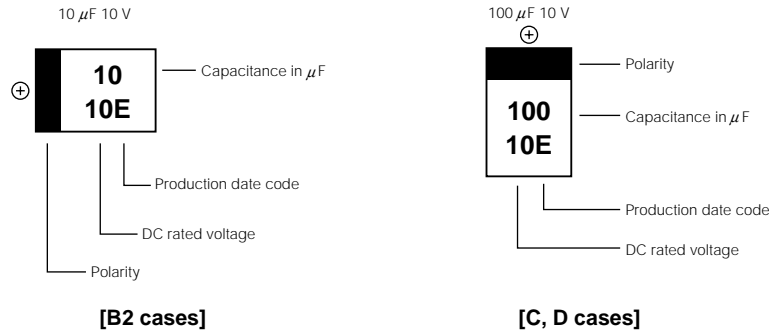 10 μF 10 V
⊕
10
10E
Capacitance in μF
Production date code
DC rated voltage
Polarity
[B2 cases]
100 μF 10 V
⊕
Polarity
100
10E
Capacitance in μF
Production date code
DC rated voltage
[C, D cases]